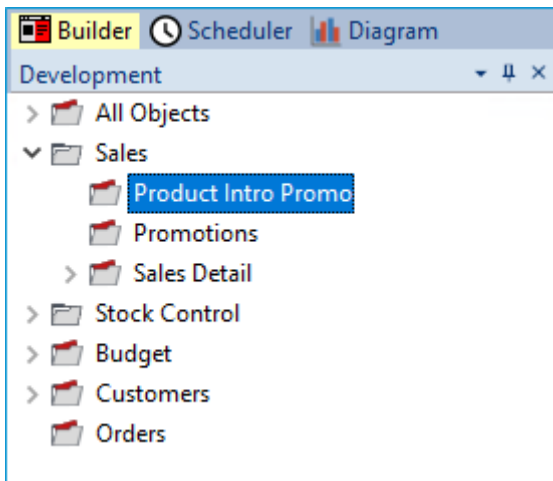 Builder Scheduler Diagram
Development
All Objects
Sales
Product Intro Promo
Promotions
Sales Detail
Stock Control
Budget
Customers
Orders